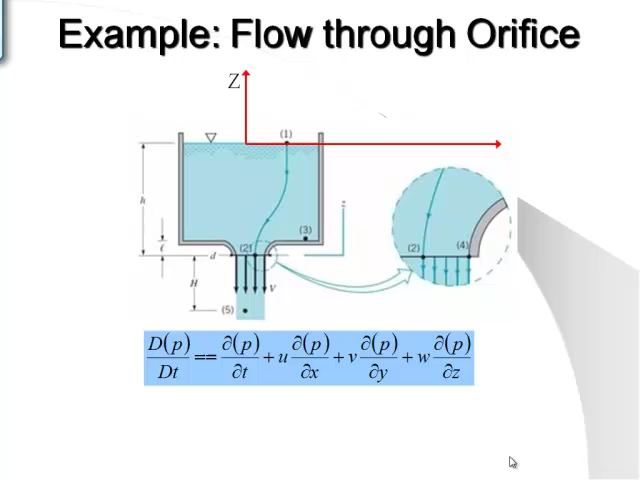 Example: Flow through Orifice
Z
(1)
h
(3)
z
ℓ
d
(2)
(2)
(4)
H
V
(5)
D(p)/Dt == ∂(p)/∂t + u ∂(p)/∂x + v ∂(p)/∂y + w ∂(p)/∂z